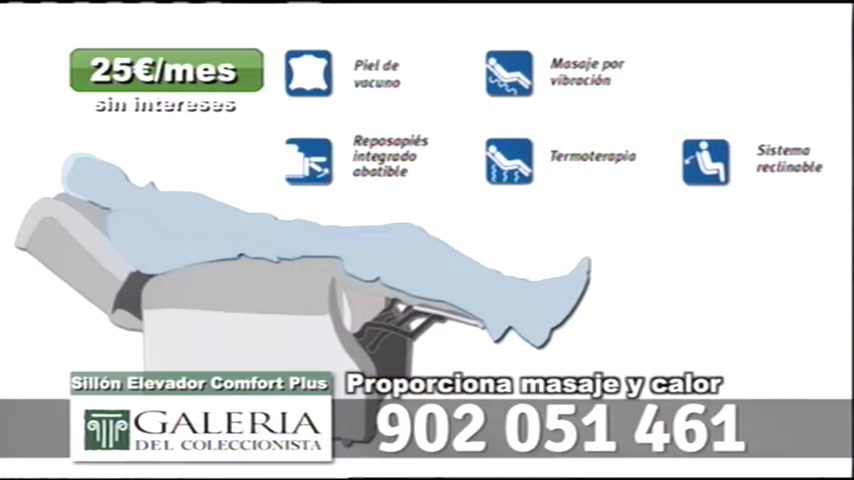 25€/mes
sin intereses
Piel de
vacuno
Masaje por
vibración
Reposapiés
integrado
abatible
Termoterapia
Sistema
reclinable
Sillón Elevador Comfort Plus
Proporciona masaje y calor
GALERIA
DEL COLECCIONISTA
902 051 461